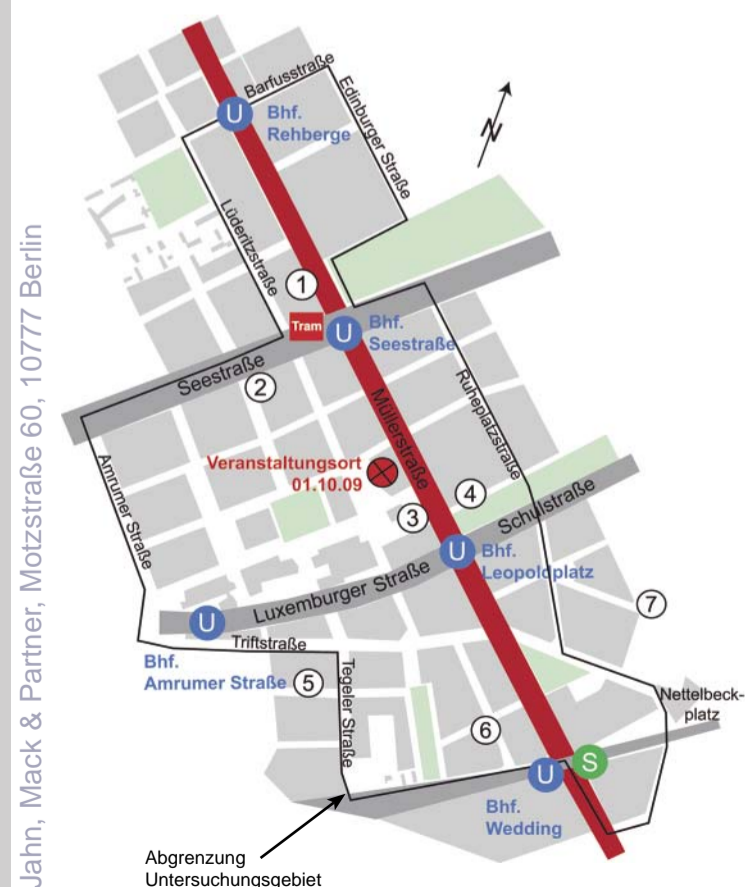 Jahn, Mack & Partner, Motzstraße 60, 10777 Berlin
Barfusstraße
U
Bhf.
Rehberge
Edinburger Straße
N
Lüderitzstraße
1
Tram
U
Bhf.
Seestraße
Seestraße
2
Müllerstraße
Ruheplatzstraße
Veranstaltungsort
01.10.09
4
3
Schulstraße
Amrumer Straße
U
Bhf.
Leopoldplatz
Luxemburger Straße
7
U
Triftstraße
Bhf.
Amrumer Straße
5
Tegeler Straße
Nettelbeck-
platz
6
S
U
Bhf.
Wedding
Abgrenzung
Untersuchungsgebiet